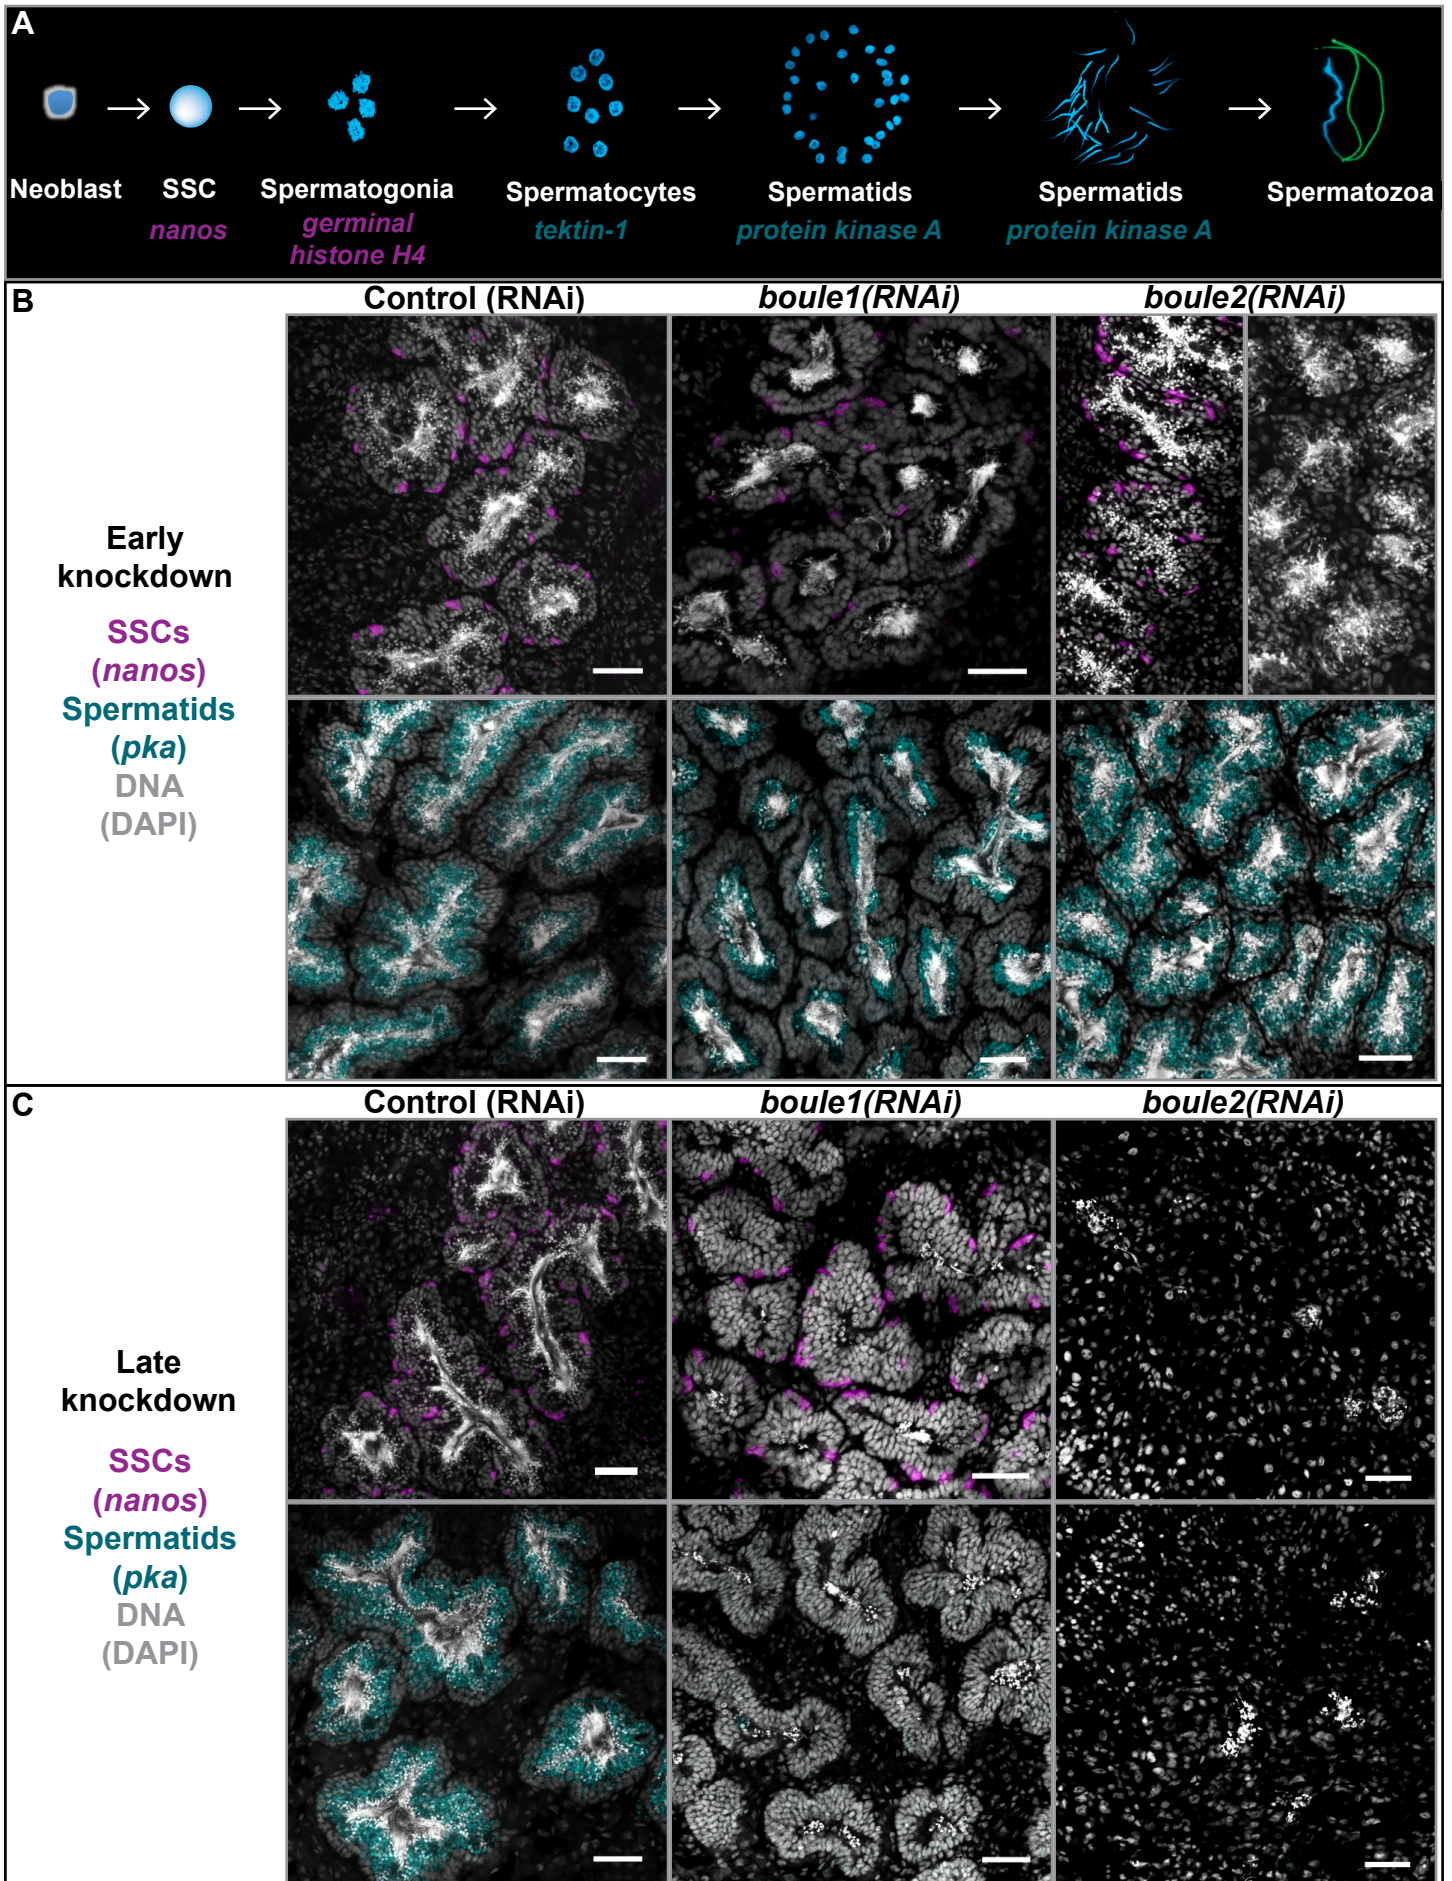 A
Neoblast
SSC
Spermatogonia
Spermatocytes
Spermatids
Spermatids
Spermatozoa
nanos
germinal
histone H4
tektin-1
protein kinase A
protein kinase A
B
Control (RNAi)
boule1(RNAi)
boule2(RNAi)
Early
knockdown
SSCs
(nanos)
Spermatids
(pka)
DNA
(DAPI)
C
Control (RNAi)
boule1(RNAi)
boule2(RNAi)
Late
knockdown
SSCs
(nanos)
Spermatids
(pka)
DNA
(DAPI)